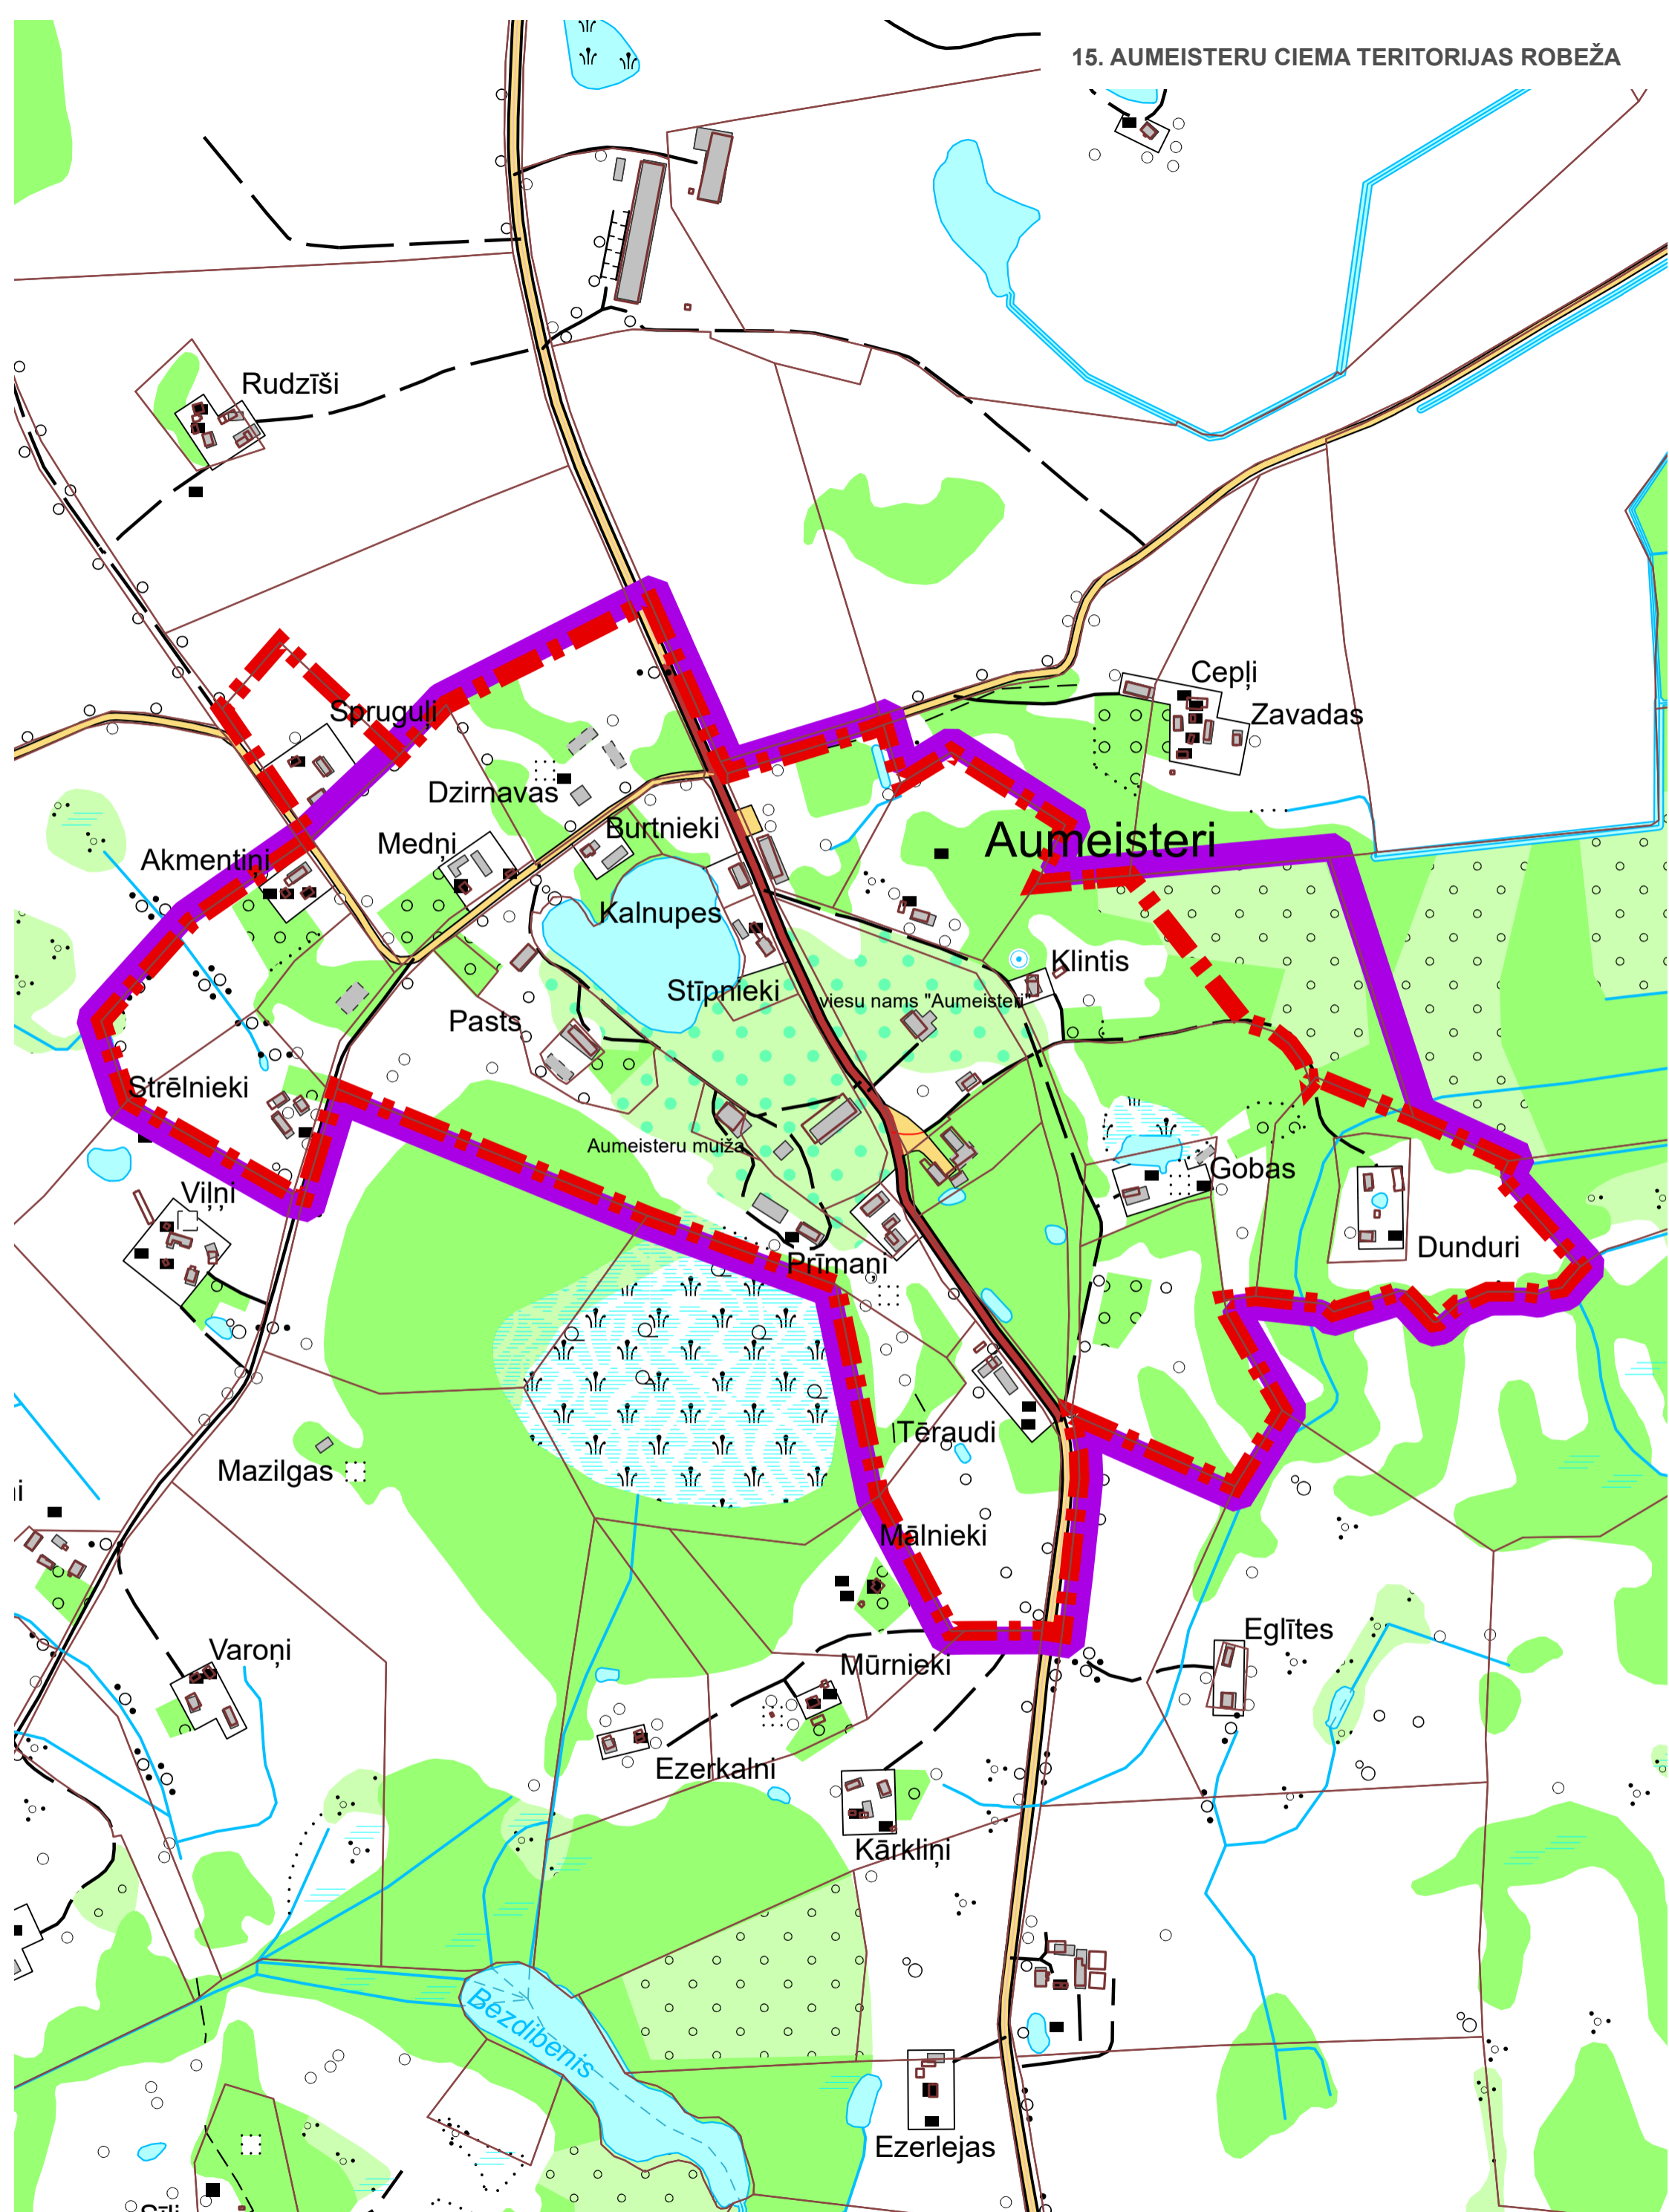 15. AUMEISTERU CIEMA TERITORIJAS ROBEŽA
Rudzīši
Cepļi
Spruguļi
Zavadas
Dzirnavas
Burtnieki
Medņi
Aumeisteri
Akmentiņi
Kalnupes
Klintis
Stīpnieki
viesu nams "Aumeisteri"
Pasts
Strēlnieki
Aumeisteru muiža
Gobas
Viļņi
Dunduri
Prīmaņi
Tēraudi
Mazilgas
Mālnieki
Eglītes
Varoņi
Mūrnieki
Ezerkalni
Kārkliņi
Bezdibenis
Ezerlejas